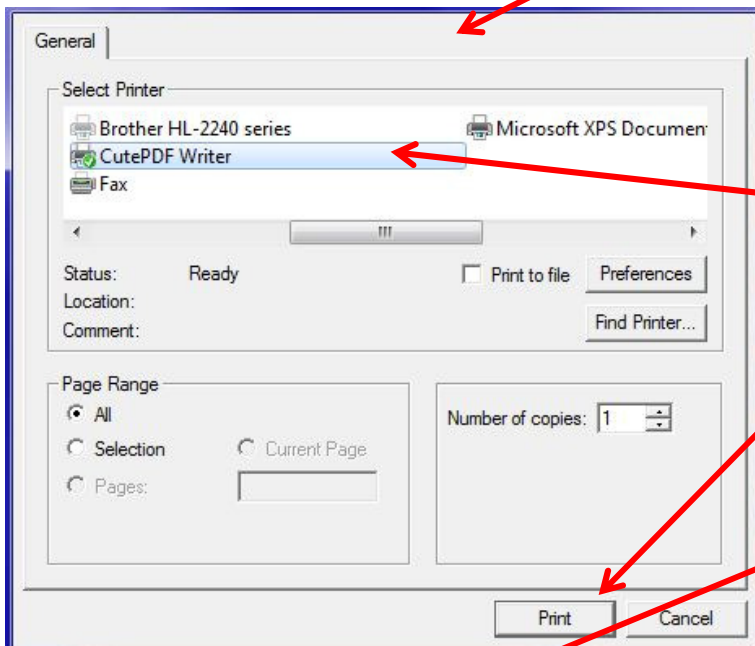 General
Select Printer
Brother HL-2240 series
Microsoft XPS Documen
CutePDF Writer
Fax
Status: Ready
Print to file
Preferences
Location:
Find Printer...
Comment:
Page Range
All
Number of copies: 1
Selection
Current Page
Pages:
Print
Cancel